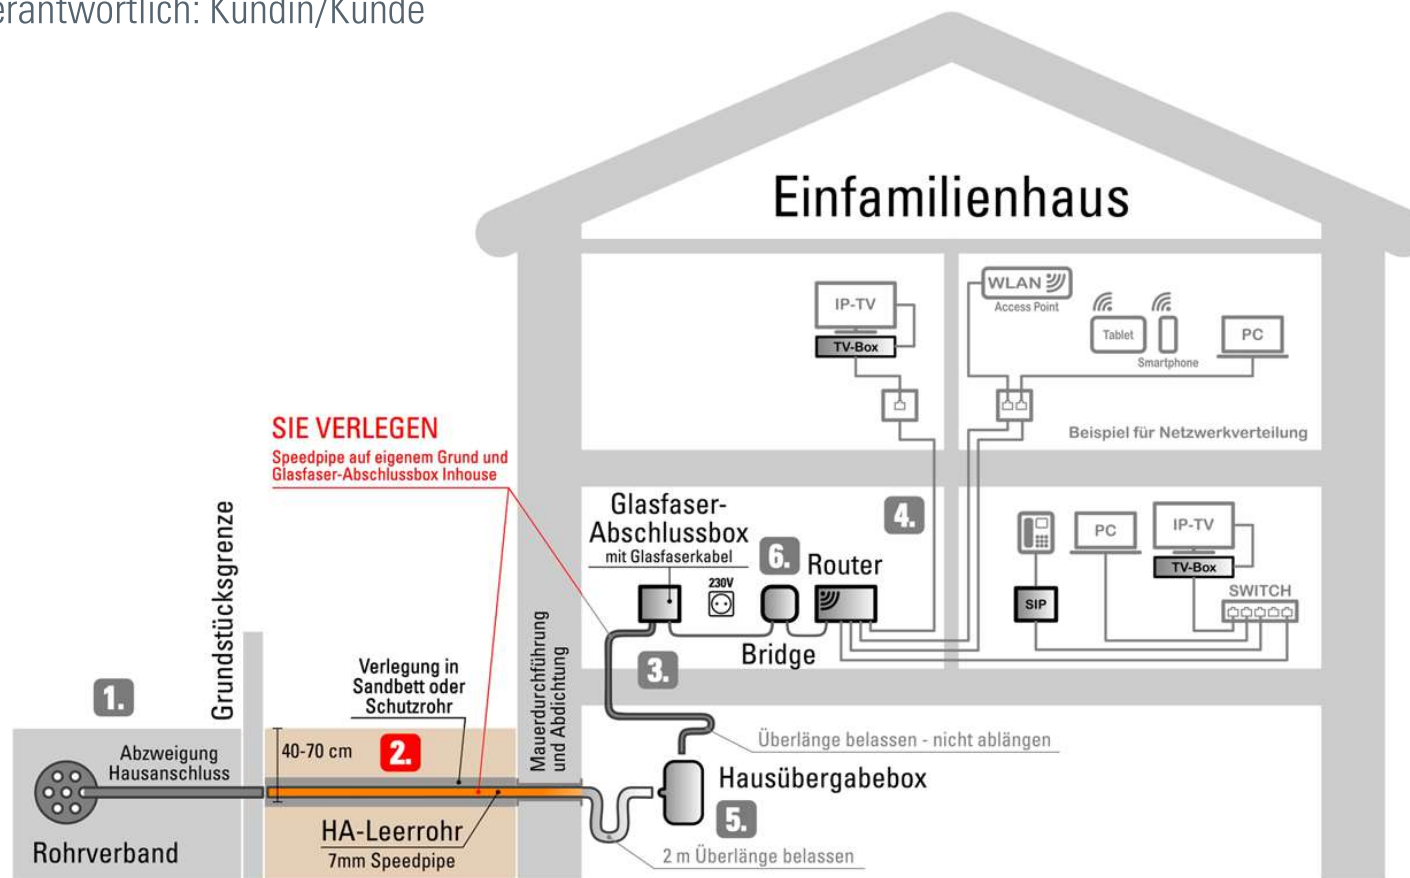 erantwortlich: Kundin/Kunde
Einfamilienhaus
IP-TV
TV-Box
WLAN
Access Point
Tablet
Smartphone
PC
Beispiel für Netzwerkverteilung
SIE VERLEGEN
Speedpipe auf eigenem Grund und
Glasfaser-Abschlussbox Inhouse
Glasfaser-
Abschlussbox
mit Glasfaserkabel
230V
6.
Router
Bridge
4.
PC
IP-TV
TV-Box
SWITCH
SIP
3.
Grundstücksgrenze
1.
Abzweigung
Hausanschluss
Rohrverband
Verlegung in
Sandbett oder
Schutzrohr
40-70 cm
2.
HA-Leerrohr
7mm Speedpipe
Mauerdurchführung
und Abdichtung
Überlänge belassen - nicht ablängen
Hausübergabebox
5.
2 m Überlänge belassen